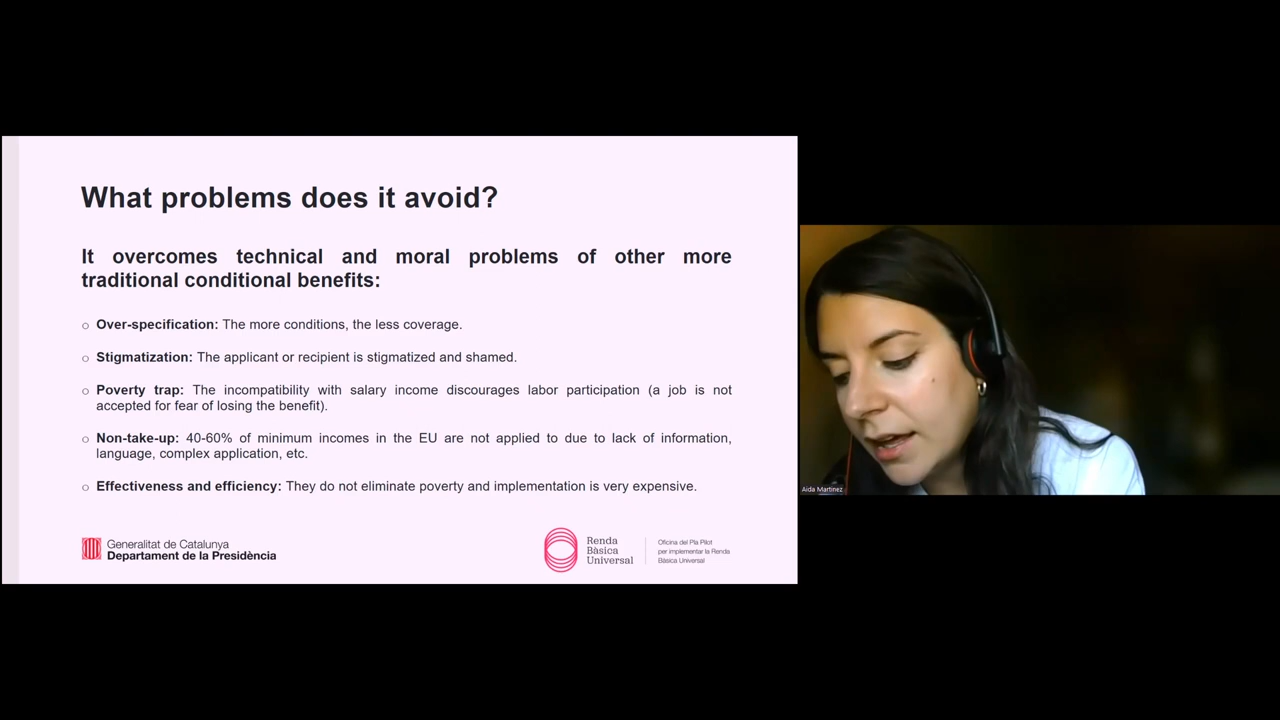 What problems does it avoid?
It overcomes technical and moral problems of other more
traditional conditional benefits:
Over-specification: The more conditions, the less coverage.
Stigmatization: The applicant or recipient is stigmatized and shamed.
Poverty trap: The incompatibility with salary income discourages labor participation (a job is not
accepted for fear of losing the benefit).
Non-take-up: 40-60% of minimum incomes in the EU are not applied to due to lack of information,
language, complex application, etc.
Effectiveness and efficiency: They do not eliminate poverty and implementation is very expensive.
Generalitat de Catalunya
Departament de la Presidència
Renda
Bàsica
Universal
Oficina del Pla Pilot
per implementar la Renda
Bàsica Universal
Aida Martinez